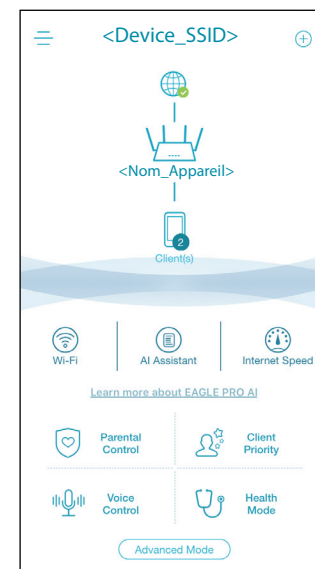 <Device_SSID>
<Nom_Appareil>
2
Client(s)
Wi-Fi
AI Assistant
Internet Speed
Learn more about EAGLE PRO AI
Parental
Control
Client
Priority
Voice
Control
Health
Mode
Advanced Mode